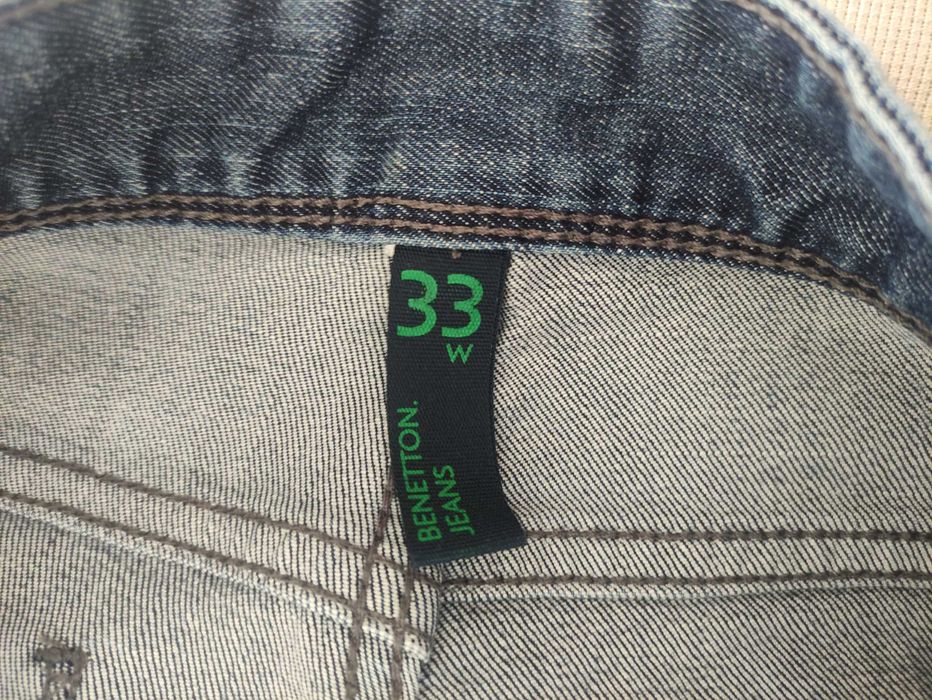 33
W
BENETTON.
JEANS